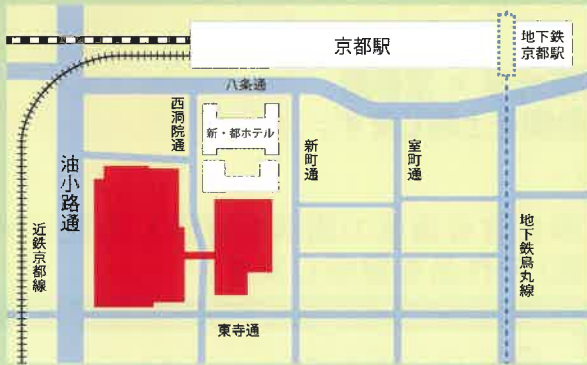 京都駅
地下鉄
京都駅
八条通
西洞院通
新・都ホテル
新町通
室町通
油小路通
近鉄京都線
地下鉄烏丸線
東寺通